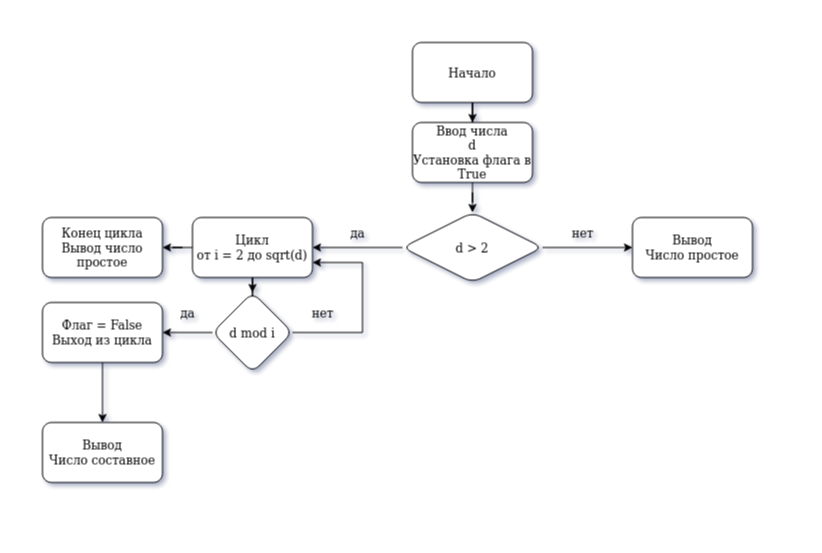 Начало
Ввод числа
d
Установка флага в
True
d > 2
да
нет
Вывод
Число простое
Цикл
от i = 2 до sqrt(d)
Конец цикла
Вывод число
простое
d mod i
да
нет
Флаг = False
Выход из цикла
Вывод
Число составное